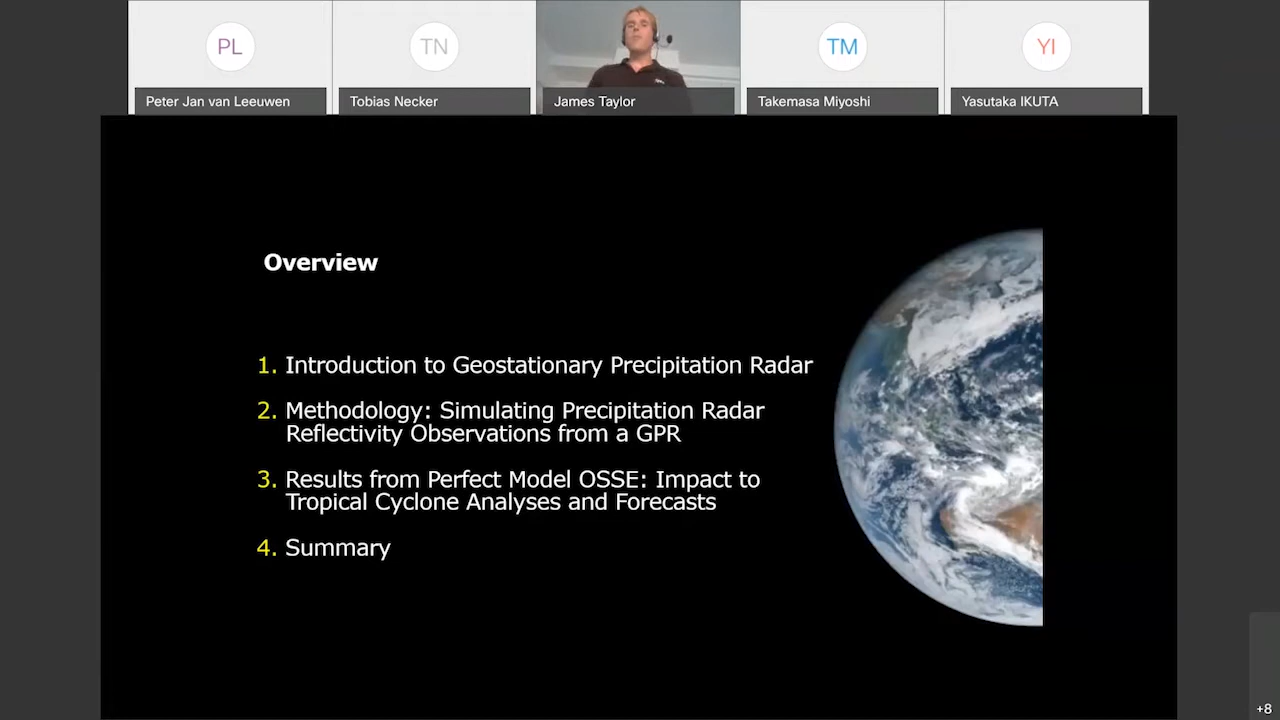 PL
TN
TM
YI
Peter Jan van Leeuwen
Tobias Necker
James Taylor
Takemasa Miyoshi
Yasutaka IKUTA
Overview
1. Introduction to Geostationary Precipitation Radar
2. Methodology: Simulating Precipitation Radar
Reflectivity Observations from a GPR
3. Results from Perfect Model OSSE: Impact to
Tropical Cyclone Analyses and Forecasts
4. Summary
+8